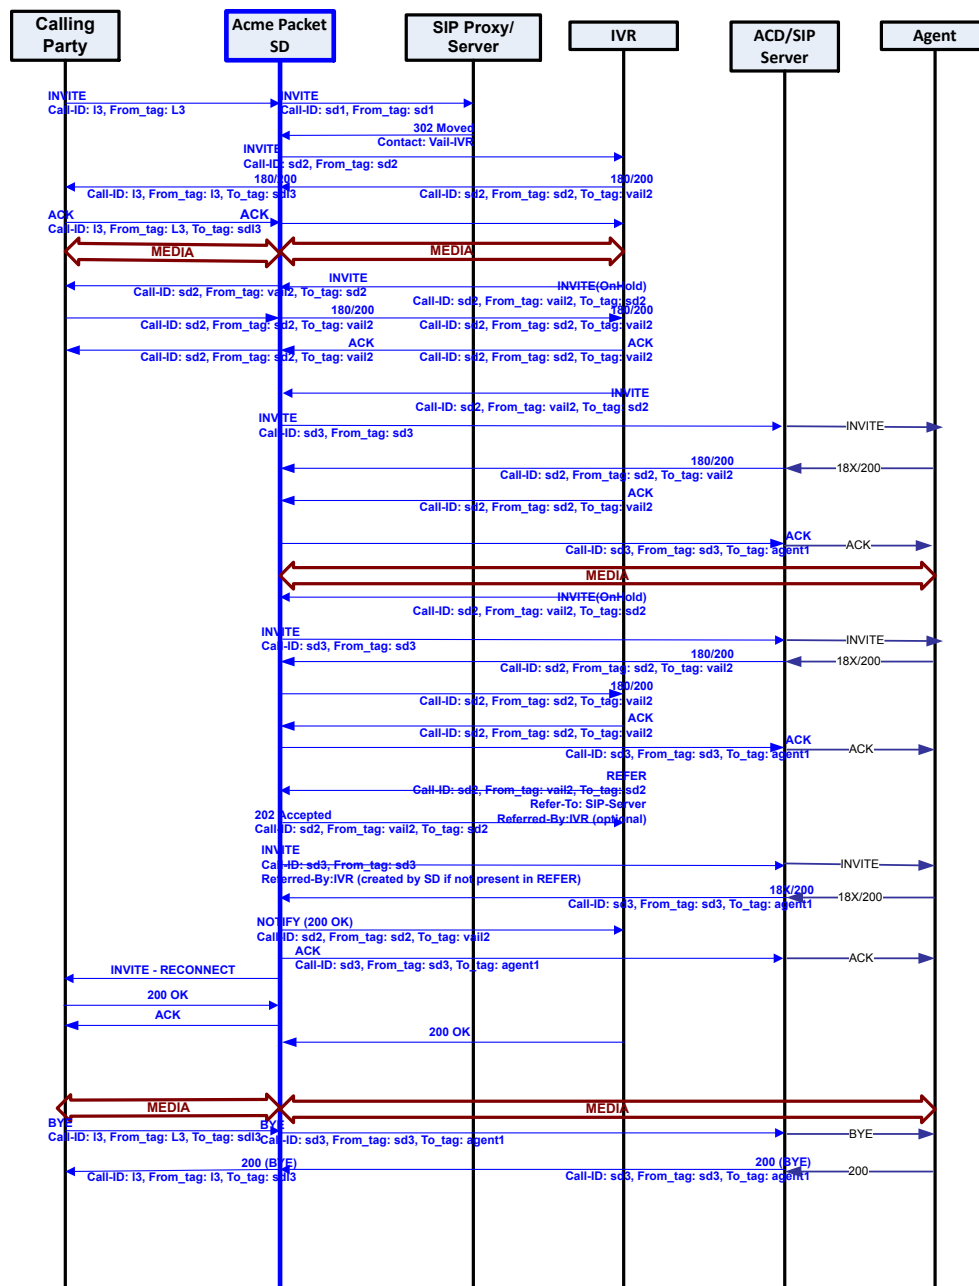 Calling
Party
Acme Packet
SD
SIP Proxy/
Server
IVR
ACD/SIP
Server
Agent
INVITE
Call-ID: l3, From_tag: L3
INVITE
Call-ID: sd1, From_tag: sd1
302 Moved
Contact: Vail-IVR
INVITE
Call-ID: sd2, From_tag: sd2
180/200
Call-ID: l3, From_tag: l3, To_tag: sdl3
180/200
Call-ID: sd2, From_tag: sd2, To_tag: vail2
ACK
Call-ID: l3, From_tag: L3, To_tag: sdl3
ACK
MEDIA
MEDIA
INVITE
Call-ID: sd2, From_tag: vail2, To_tag: sd2
INVITE(OnHold)
Call-ID: sd2, From_tag: vail2, To_tag: sd2
180/200
Call-ID: sd2, From_tag: sd2, To_tag: vail2
180/200
Call-ID: sd2, From_tag: sd2, To_tag: vail2
ACK
Call-ID: sd2, From_tag: sd2, To_tag: vail2
ACK
Call-ID: sd2, From_tag: sd2, To_tag: vail2
INVITE
Call-ID: sd2, From_tag: vail2, To_tag: sd2
INVITE
Call-ID: sd3, From_tag: sd3
INVITE
180/200
Call-ID: sd2, From_tag: sd2, To_tag: vail2
18X/200
ACK
Call-ID: sd2, From_tag: sd2, To_tag: vail2
ACK
Call-ID: sd3, From_tag: sd3, To_tag: agent1
ACK
MEDIA
INVITE(OnHold)
Call-ID: sd2, From_tag: vail2, To_tag: sd2
INVITE
Call-ID: sd3, From_tag: sd3
INVITE
180/200
Call-ID: sd2, From_tag: sd2, To_tag: vail2
18X/200
180/200
Call-ID: sd2, From_tag: sd2, To_tag: vail2
ACK
Call-ID: sd2, From_tag: sd2, To_tag: vail2
ACK
Call-ID: sd3, From_tag: sd3, To_tag: agent1
ACK
REFER
Call-ID: sd2, From_tag: vail2, To_tag: sd2
Refer-To: SIP-Server
Referred-By:IVR (optional)
202 Accepted
Call-ID: sd2, From_tag: vail2, To_tag: sd2
INVITE
Call-ID: sd3, From_tag: sd3
Referred-By:IVR (created by SD if not present in REFER)
INVITE
18X/200
Call-ID: sd3, From_tag: sd3, To_tag: agent1
18X/200
NOTIFY (200 OK)
Call-ID: sd2, From_tag: sd2, To_tag: vail2
ACK
Call-ID: sd3, From_tag: sd3, To_tag: agent1
ACK
INVITE - RECONNECT
200 OK
ACK
200 OK
MEDIA
MEDIA
BYE
Call-ID: l3, From_tag: L3, To_tag: sdl3
BYE
Call-ID: sd3, From_tag: sd3, To_tag: agent1
BYE
200 (BYE)
Call-ID: l3, From_tag: l3, To_tag: sdl3
200 (BYE)
Call-ID: sd3, From_tag: sd3, To_tag: agent1
200